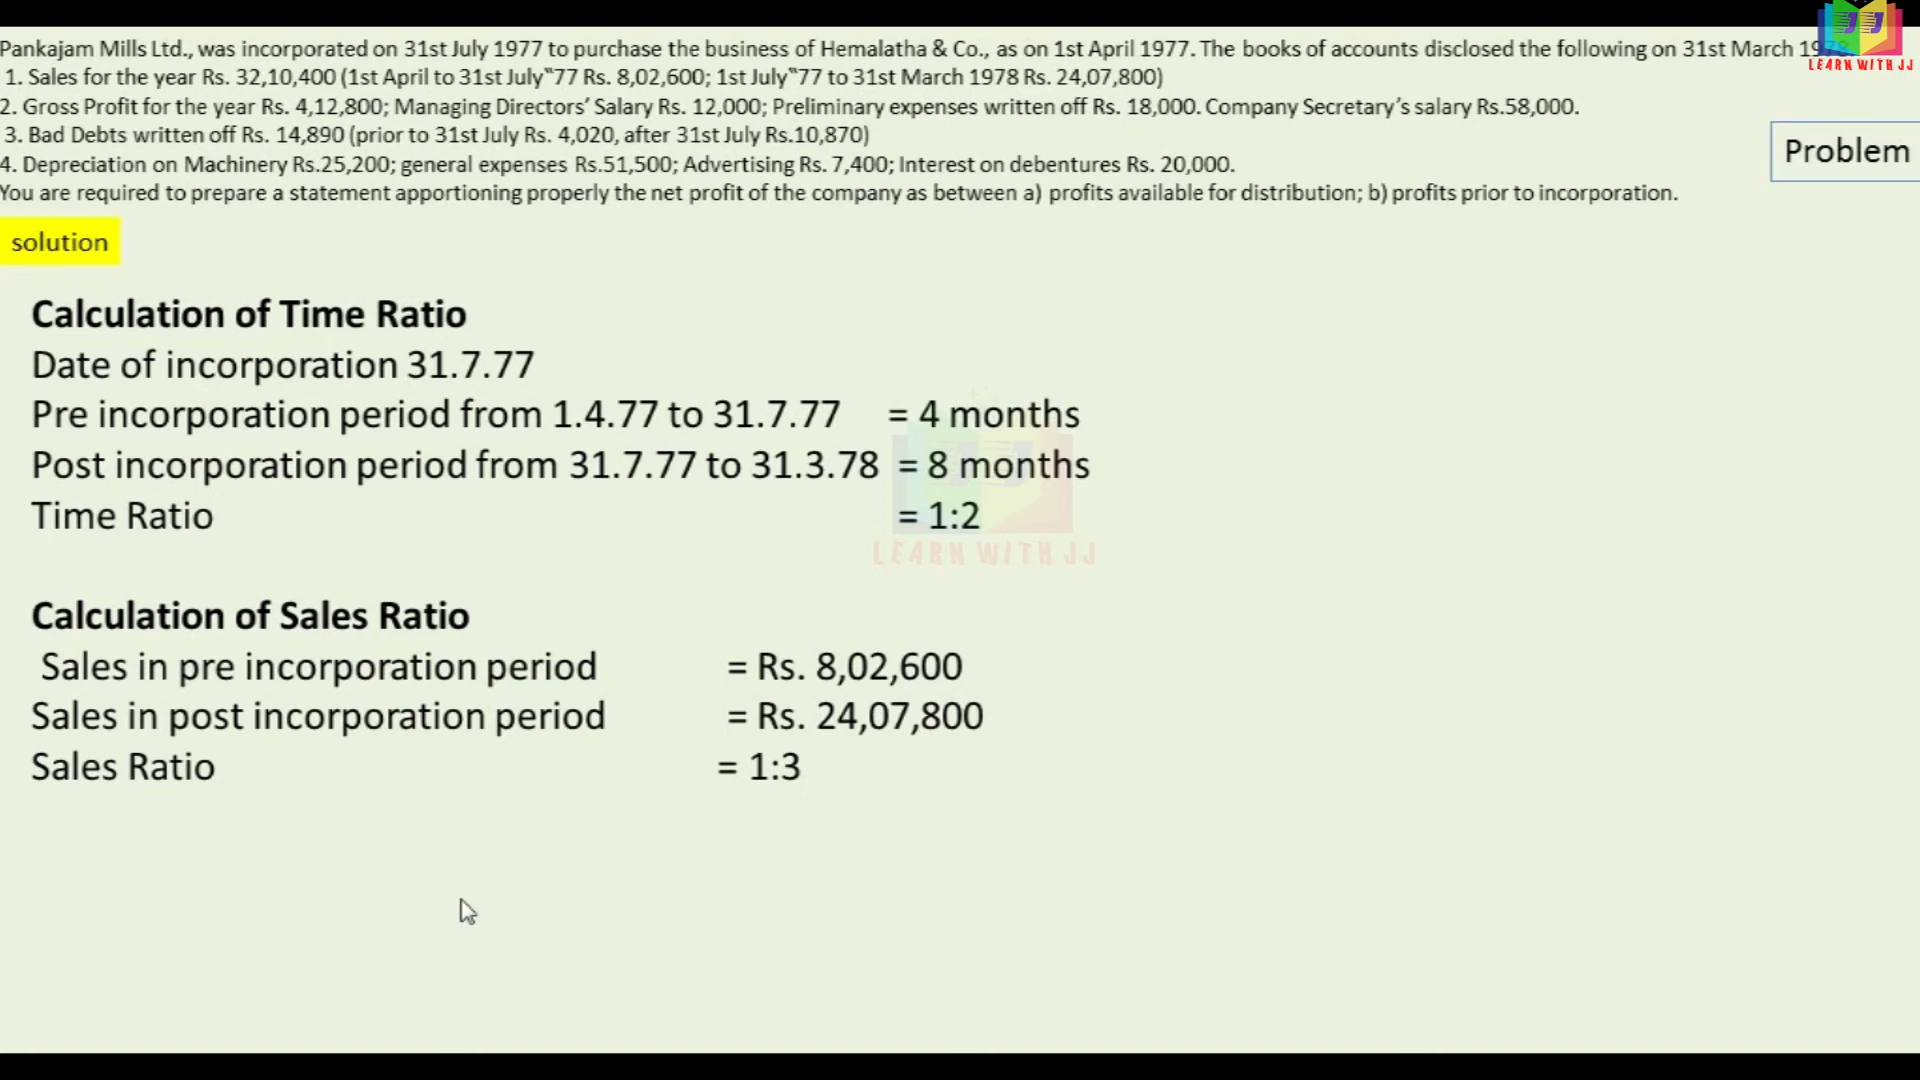 Pankajam Mills Ltd., was incorporated on 31st July 1977 to purchase the business of Hemalatha & Co., as on 1st April 1977. The books of accounts disclosed the following on 31st March 1978
LEARN WITH JJ
1. Sales for the year Rs. 32,10,400 (1st April to 31st July‟77 Rs. 8,02,600; 1st July‟77 to 31st March 1978 Rs. 24,07,800)
2. Gross Profit for the year Rs. 4,12,800; Managing Directors’ Salary Rs. 12,000; Preliminary expenses written off Rs. 18,000. Company Secretary’s salary Rs.58,000.
3. Bad Debts written off Rs. 14,890 (prior to 31st July Rs. 4,020, after 31st July Rs.10,870)
Problem
4. Depreciation on Machinery Rs.25,200; general expenses Rs.51,500; Advertising Rs. 7,400; Interest on debentures Rs. 20,000.
You are required to prepare a statement apportioning properly the net profit of the company as between a) profits available for distribution; b) profits prior to incorporation.
solution
Calculation of Time Ratio
Date of incorporation 31.7.77
Pre incorporation period from 1.4.77 to 31.7.77 = 4 months
Post incorporation period from 31.7.77 to 31.3.78 = 8 months
Time Ratio = 1:2
LEARN WITH JJ
Calculation of Sales Ratio
Sales in pre incorporation period = Rs. 8,02,600
Sales in post incorporation period = Rs. 24,07,800
Sales Ratio = 1:3